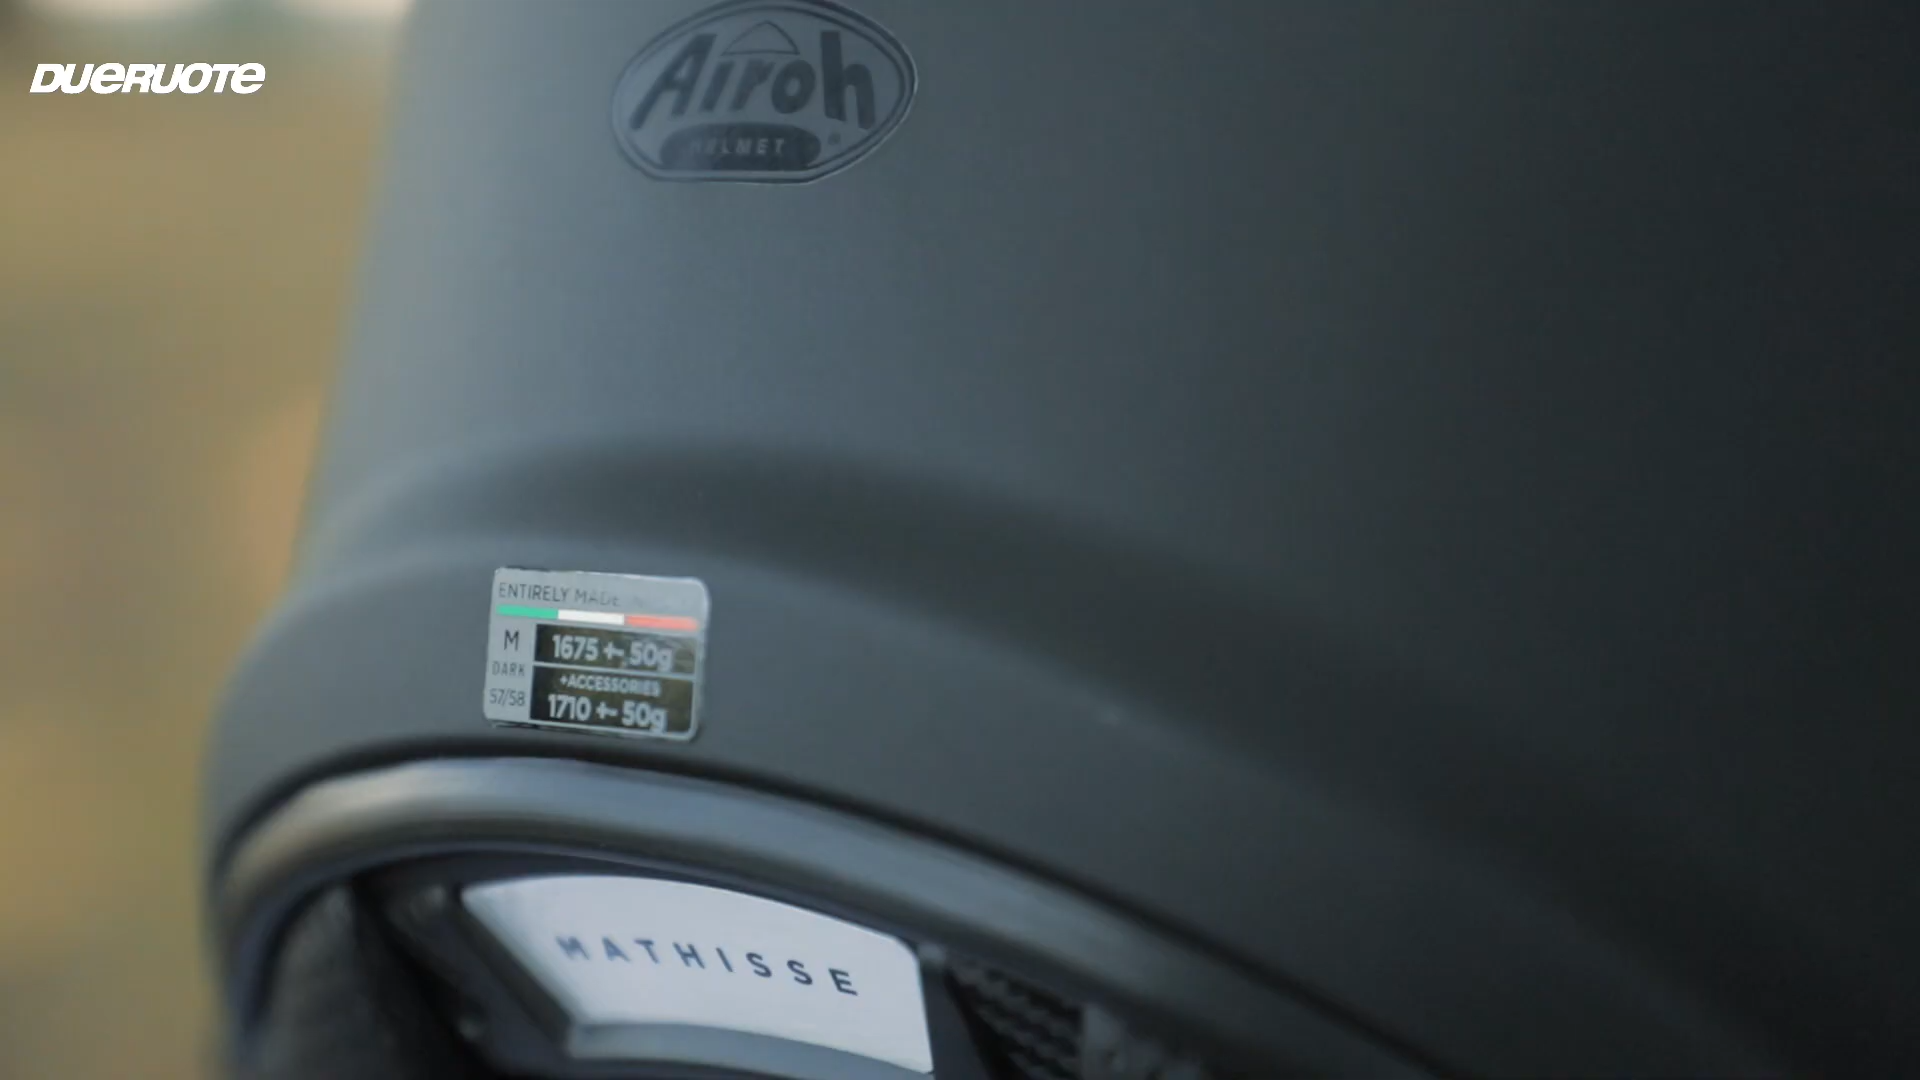 DUERUOTE
Airoh
HELMET
ENTIRELY MADE
M
1675 +- 50g
DARK
+ACCESSORIES
57/58
1710 +- 50g
MATHISSE